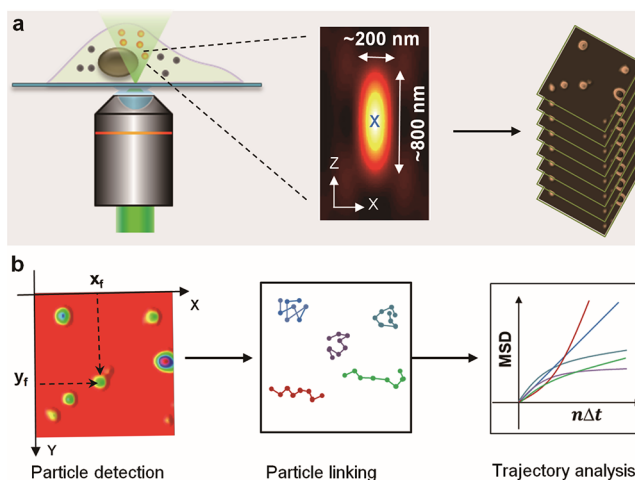 a
~200 nm
X
~800 nm
Z
X
b
x_f
X
y_f
Y
MSD
nΔt
Particle detection
Particle linking
Trajectory analysis